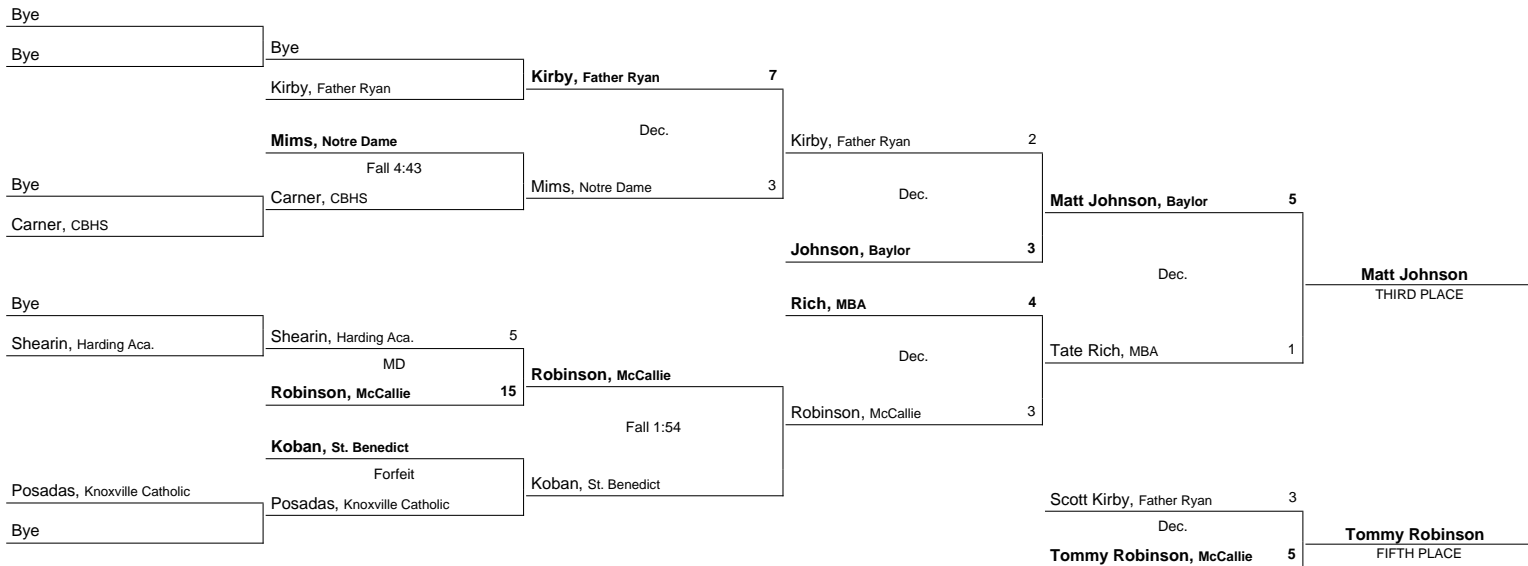 Bye
Bye
Bye
Kirby, Father Ryan
Kirby, Father Ryan 7
Dec.
Mims, Notre Dame
Fall 4:43
Carner, CBHS
Mims, Notre Dame 3
Bye
Carner, CBHS
Kirby, Father Ryan 2
Dec.
Johnson, Baylor 3
Matt Johnson, Baylor 5
Dec.
Matt Johnson
THIRD PLACE
Bye
Shearin, Harding Aca.
Shearin, Harding Aca. 5
MD
Robinson, McCallie 15
Robinson, McCallie
Fall 1:54
Rich, MBA 4
Dec.
Robinson, McCallie 3
Tate Rich, MBA 1
Koban, St. Benedict
Forfeit
Posadas, Knoxville Catholic
Koban, St. Benedict
Posadas, Knoxville Catholic
Bye
Scott Kirby, Father Ryan 3
Dec.
Tommy Robinson, McCallie 5
Tommy Robinson
FIFTH PLACE